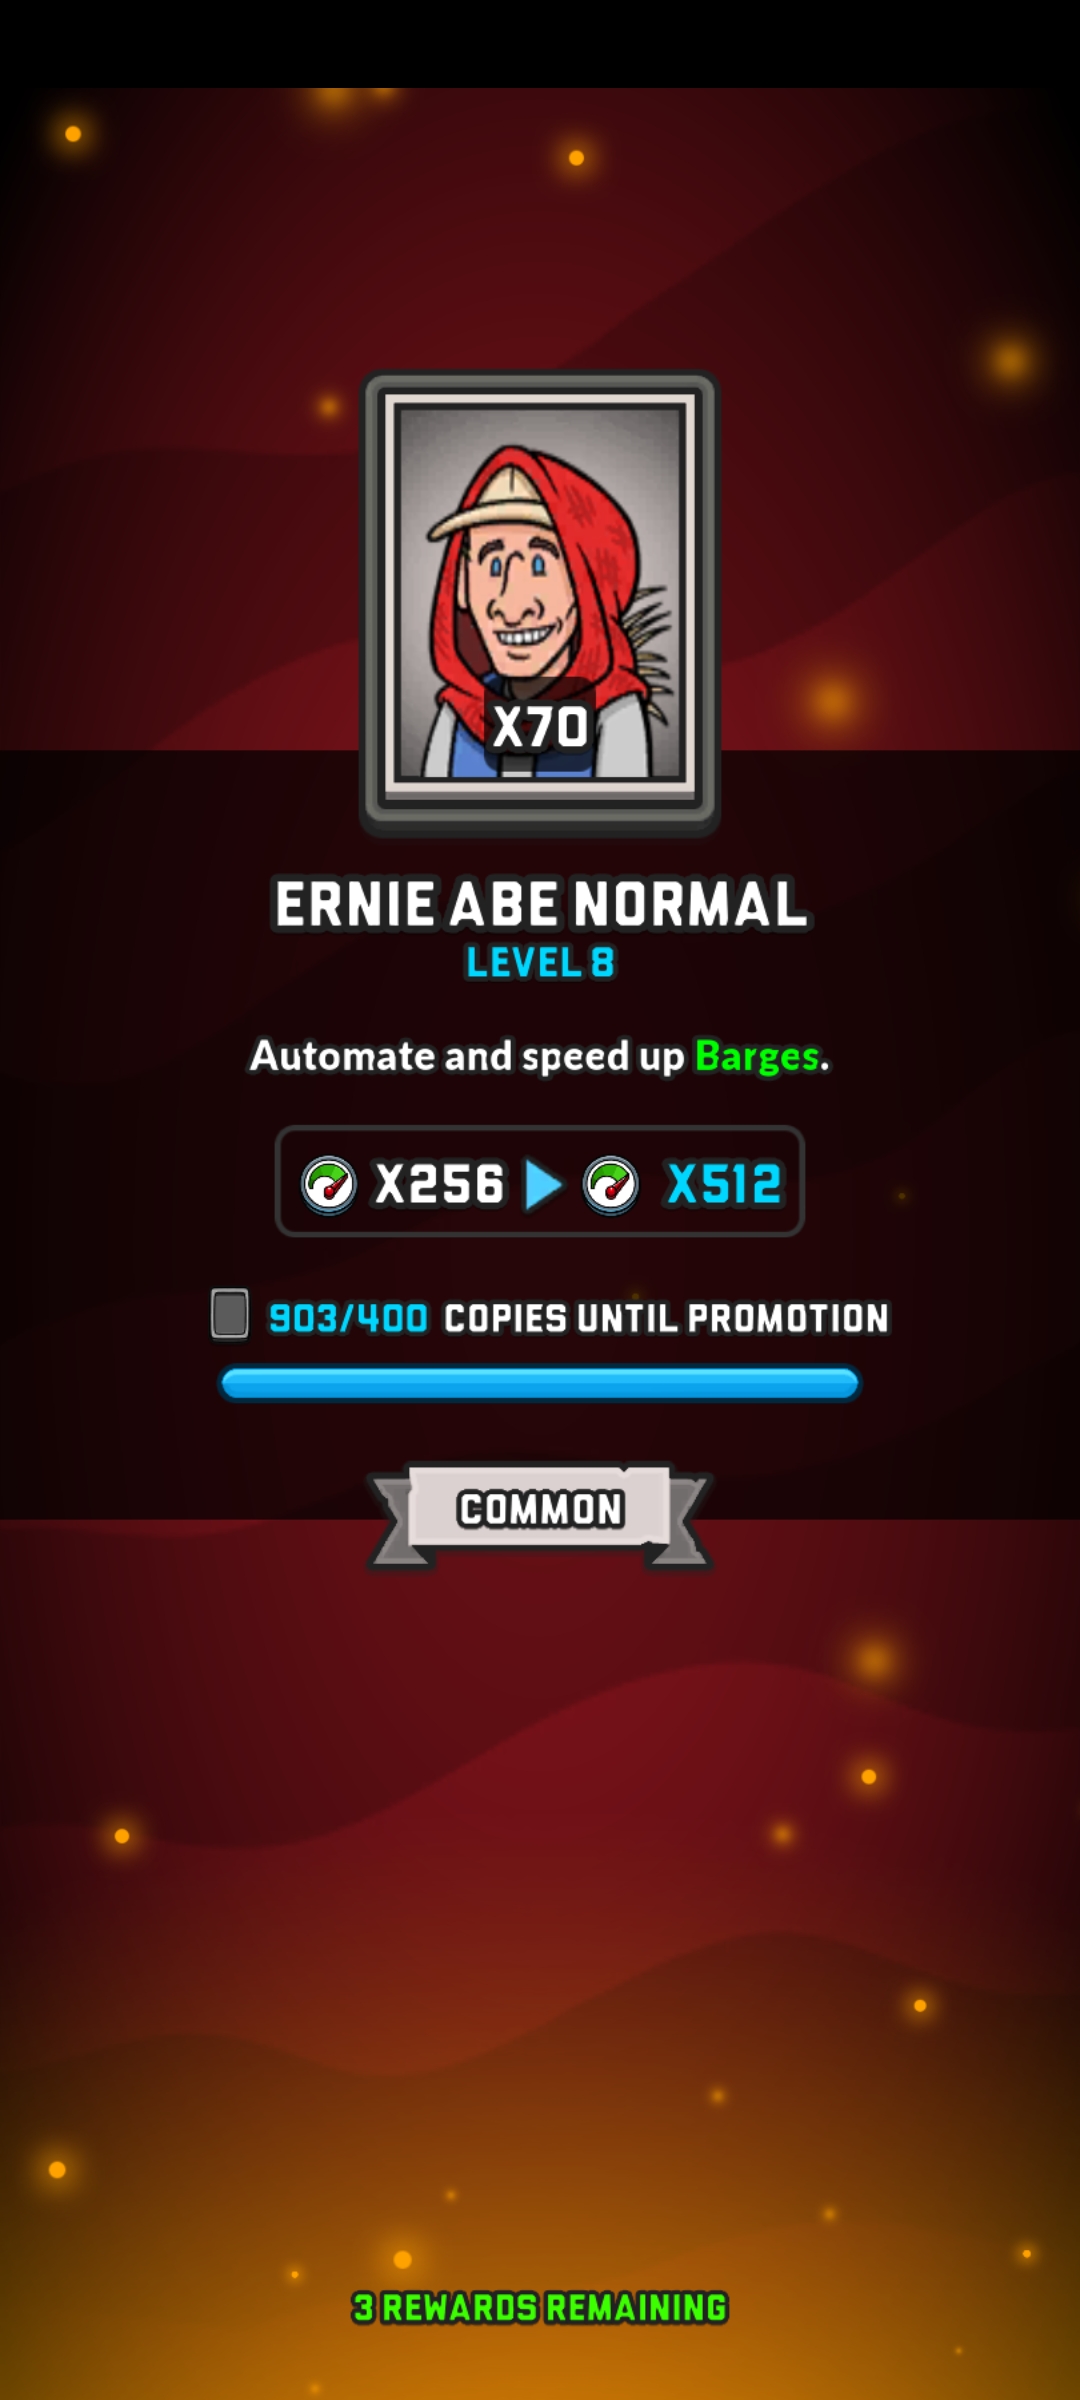 X70
ERNIE ABE NORMAL
LEVEL 8
Automate and speed up Barges.
X256 X512
903/400 COPIES UNTIL PROMOTION
COMMON
3 REWARDS REMAINING